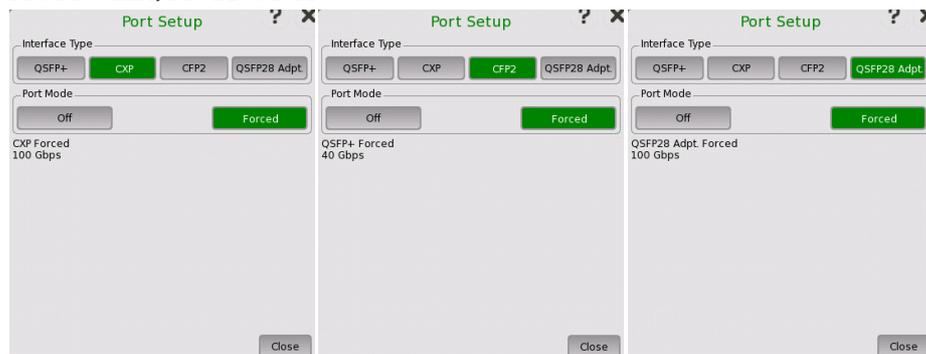 Port Setup
? ✖
Interface Type
QSFP+ CXP CFP2 QSFP28 Adpt.
Port Mode
Off Forced
CXP Forced
100 Gbps
Close
Port Setup
? ✖
Interface Type
QSFP+ CXP CFP2 QSFP28 Adpt.
Port Mode
Off Forced
QSFP+ Forced
40 Gbps
Close
Port Setup
?
Interface Type
QSFP+ CXP CFP2 QSFP28 Adpt.
Port Mode
Off Forced
QSFP28 Adpt. Forced
100 Gbps
Close